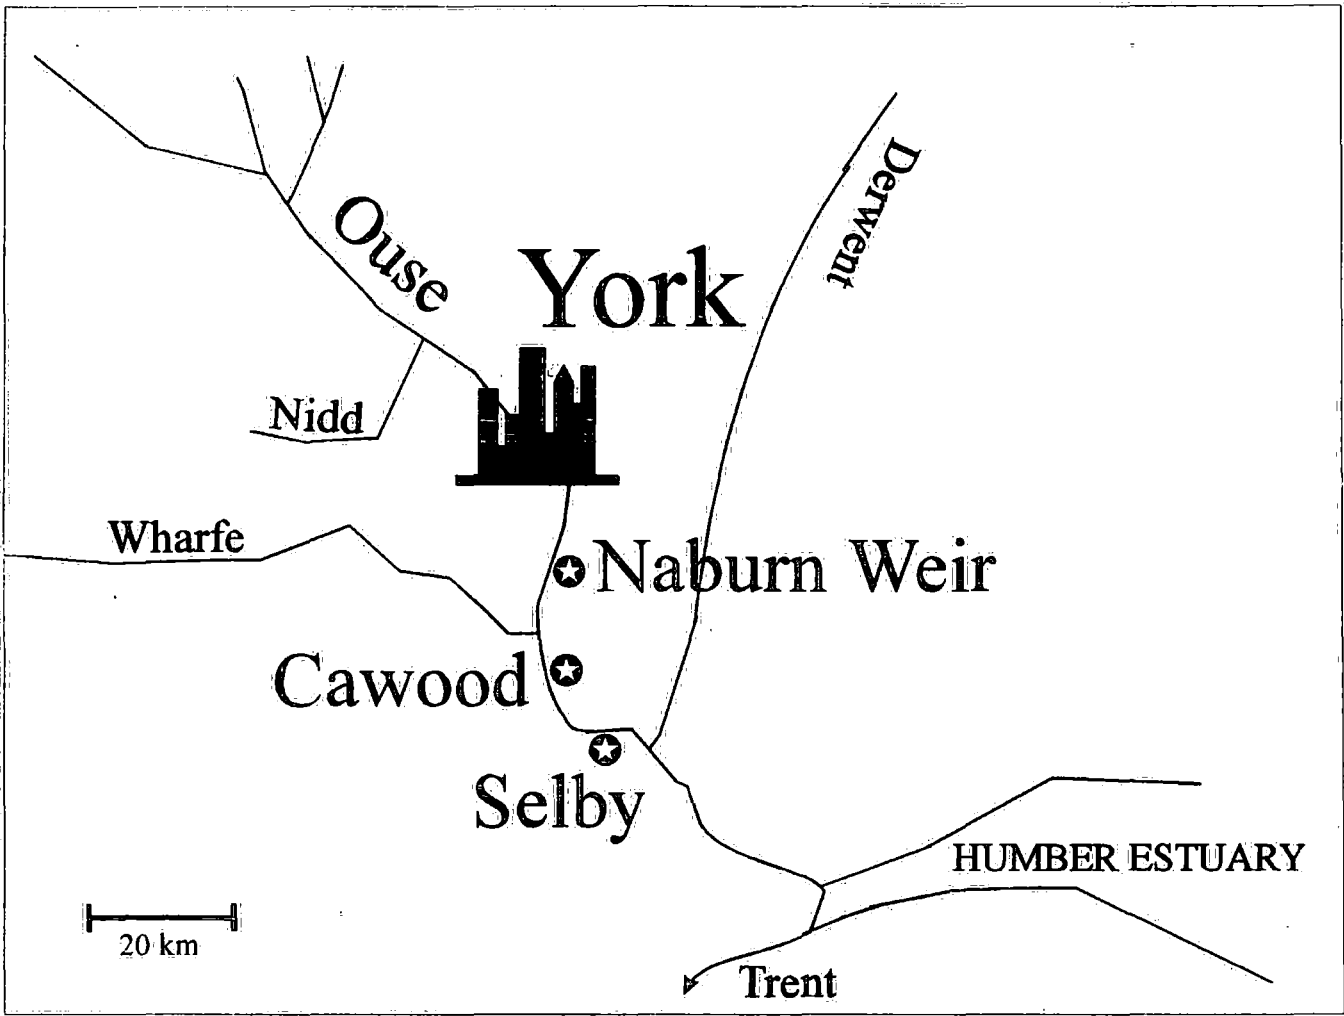 Derwent
Ouse
York
Nidd
Wharfe
Naburn Weir
Cawood
Selby
HUMBER ESTUARY
20 km
Trent